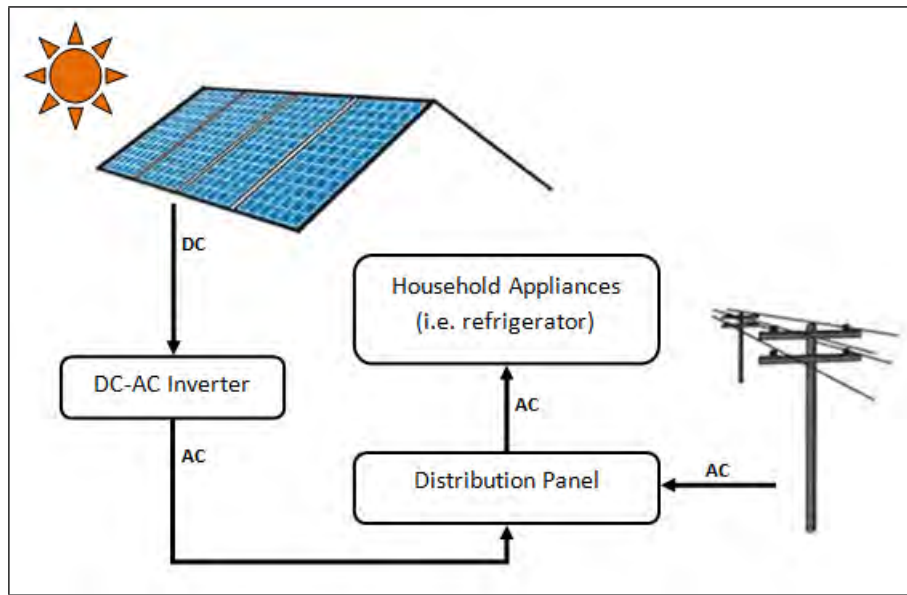 DC
Household Appliances
(i.e. refrigerator)
DC-AC Inverter
AC
AC
Distribution Panel
AC